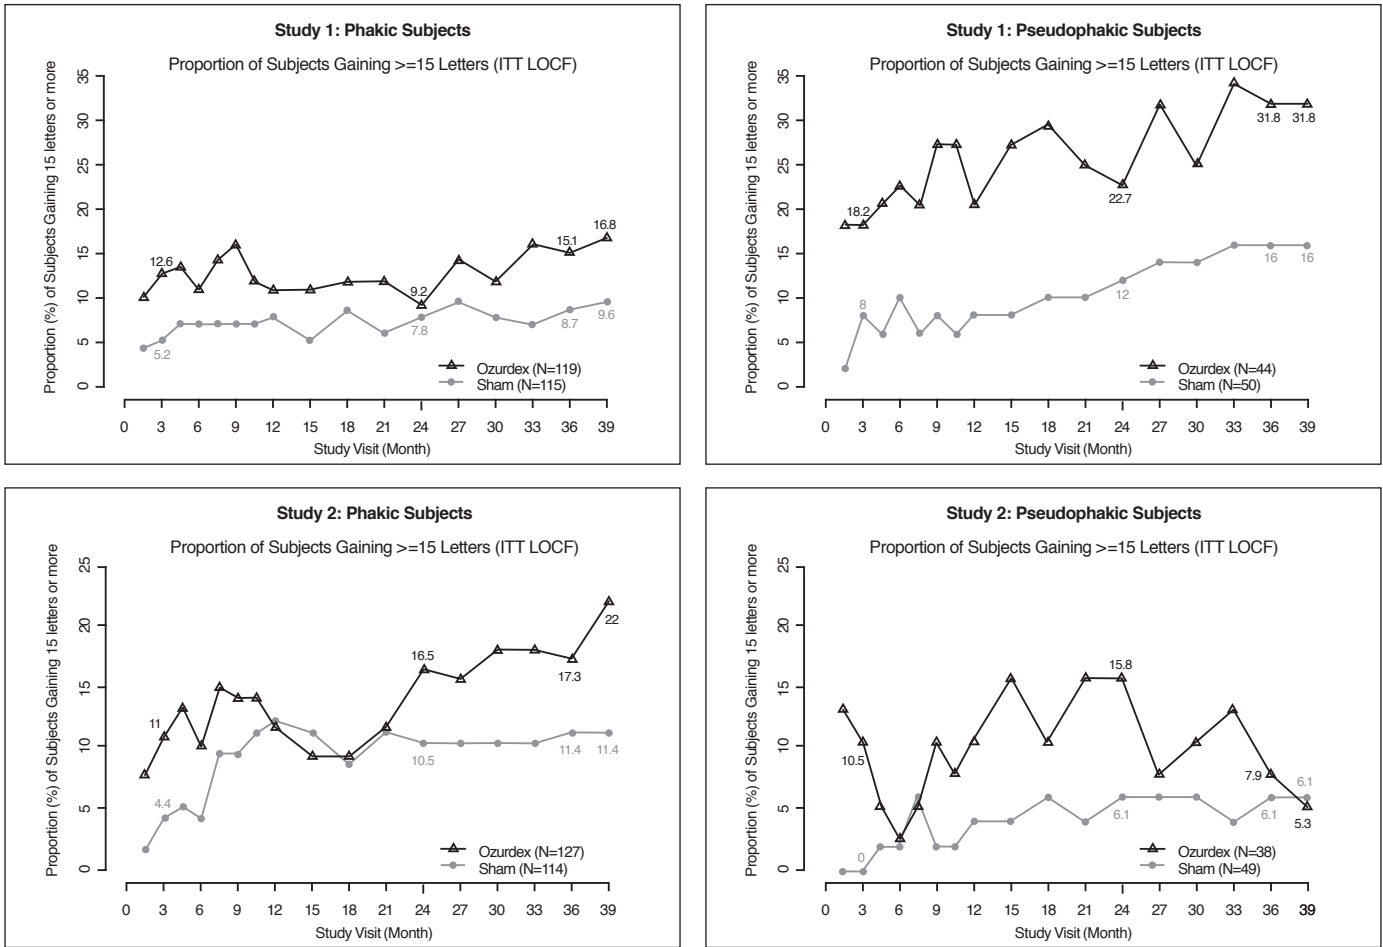 Study 1: Phakic Subjects
Proportion of Subjects Gaining >=15 Letters (ITT LOCF)
Proportion (%) of Subjects Gaining 15 letters or more
35
30
25
20
15
10
5
0
12.6
9.2
15.1
16.8
5.2
7.8
8.7
9.6
Ozurdex (N=119)
Sham (N=115)
0 3 6 9 12 15 18 21 24 27 30 33 36 39
Study Visit (Month)
Study 1: Pseudophakic Subjects
Proportion of Subjects Gaining >=15 Letters (ITT LOCF)
Proportion (%) of Subjects Gaining 15 letters or more
35
30
25
20
15
10
5
0
18.2
22.7
31.8
31.8
8
12
16
16
Ozurdex (N=44)
Sham (N=50)
0 3 6 9 12 15 18 21 24 27 30 33 36 39
Study Visit (Month)
Study 2: Phakic Subjects
Proportion of Subjects Gaining >=15 Letters (ITT LOCF)
Proportion (%) of Subjects Gaining 15 letters or more
25
20
15
10
5
0
11
16.5
17.3
22
4.4
10.5
11.4
11.4
Ozurdex (N=127)
Sham (N=114)
0 3 6 9 12 15 18 21 24 27 30 33 36 39
Study Visit (Month)
Study 2: Pseudophakic Subjects
Proportion of Subjects Gaining >=15 Letters (ITT LOCF)
Proportion (%) of Subjects Gaining 15 letters or more
25
20
15
10
5
0
10.5
15.8
7.9
5.3
0
6.1
6.1
6.1
Ozurdex (N=38)
Sham (N=49)
0 3 6 9 12 15 18 21 24 27 30 33 36 39
Study Visit (Month)